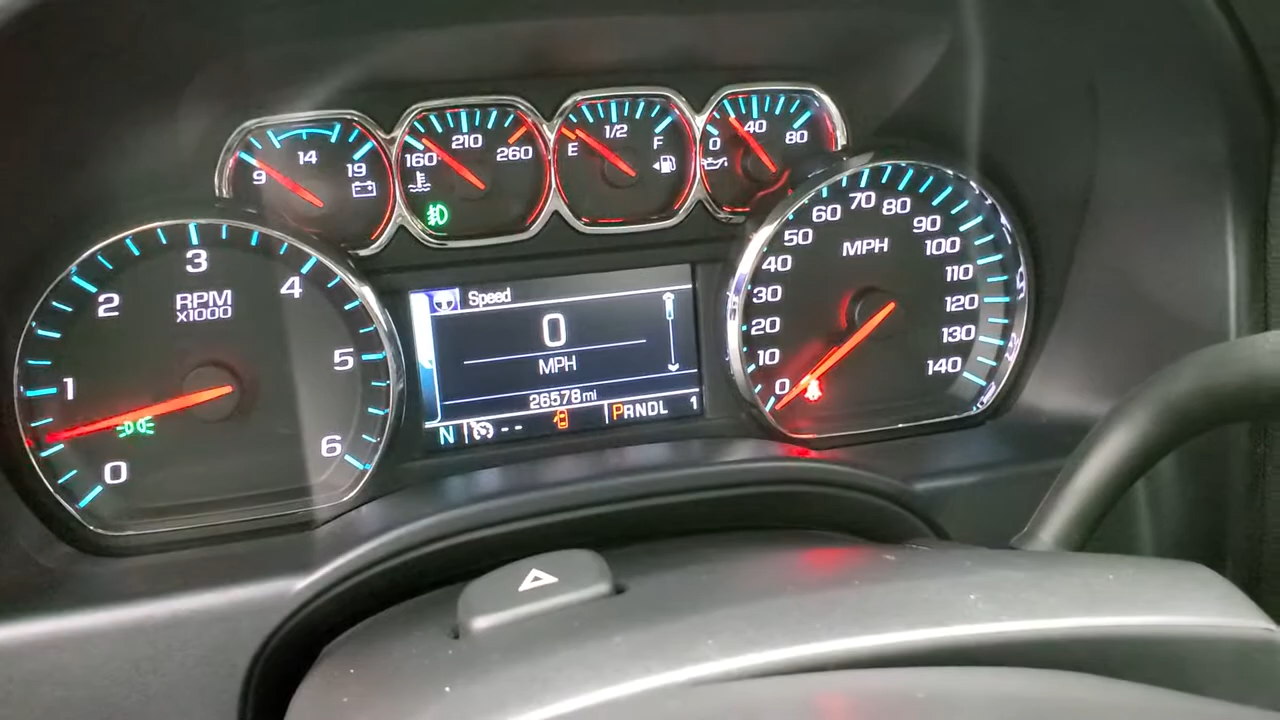 9 14 19
160 210 260
E 1/2 F
0 40 80
0 1 2 3 4 5 6
RPM
x1000
Speed
0
MPH
26578 mi
N -- PRNDL 1
MPH
0 10 20 30 40 50 60 70 80 90 100 110 120 130 140